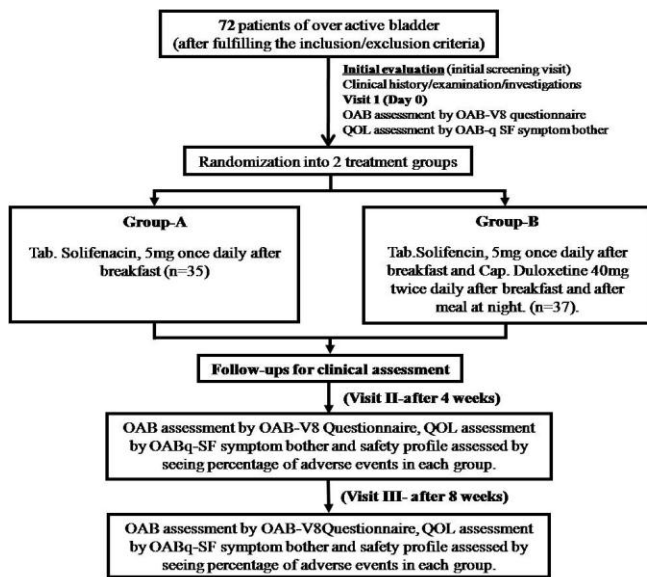 72 patients of over active bladder
(after fulfilling the inclusion/exclusion criteria)
Initial evaluation (initial screening visit)
Clinical history/examination/investigations
Visit 1 (Day 0)
OAB assessment by OAB-V8 questionnaire
QOL assessment by OAB-q SF symptom bother
Randomization into 2 treatment groups
Group-A
Tab. Solifenacin, 5mg once daily after
breakfast (n=35)
Group-B
Tab.Solifencin, 5mg once daily after
breakfast and Cap. Duloxetine 40mg
twice daily after breakfast and after
meal at night. (n=37).
Follow-ups for clinical assessment
(Visit II-after 4 weeks)
OAB assessment by OAB-V8 Questionnaire, QOL assessment
by OABq-SF symptom bother and safety profile assessed by
seeing percentage of adverse events in each group.
(Visit III- after 8 weeks)
OAB assessment by OAB-V8Questionnaire, QOL assessment
by OABq-SF symptom bother and safety profile assessed by
seeing percentage of adverse events in each group.